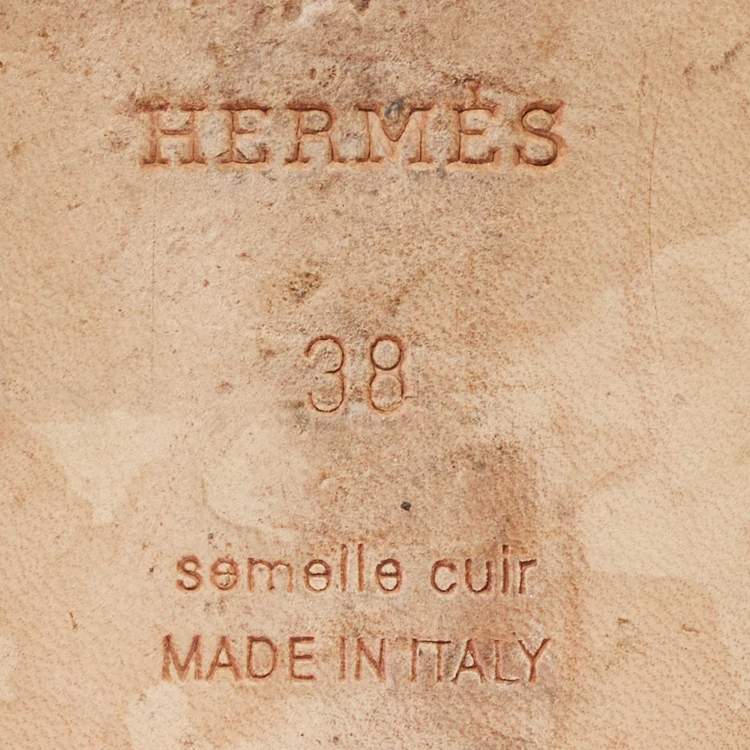 HERMÈS
38
semelle cuir
MADE IN ITALY